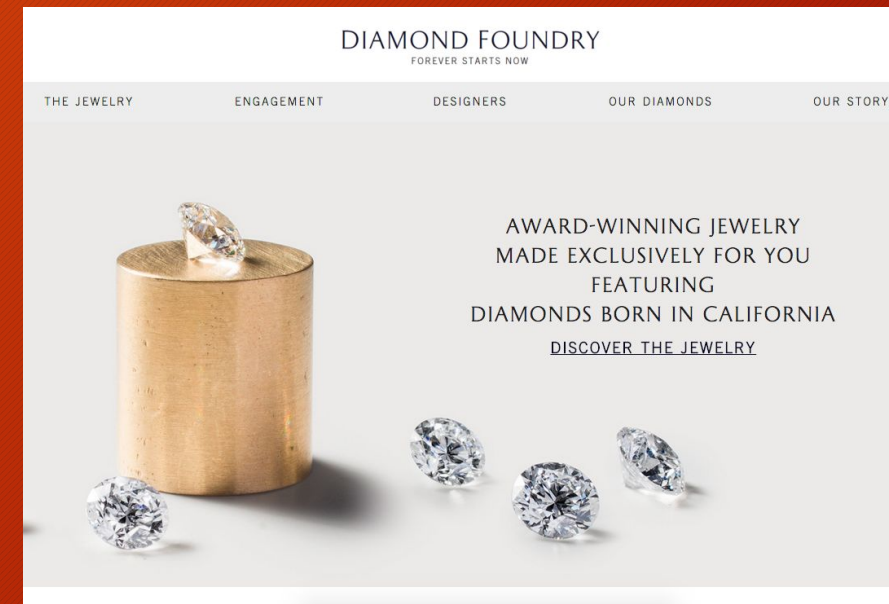 DIAMOND FOUNDRY
FOREVER STARTS NOW
THE JEWELRY ENGAGEMENT DESIGNERS OUR DIAMONDS OUR STORY
AWARD-WINNING JEWELRY
MADE EXCLUSIVELY FOR YOU
FEATURING
DIAMONDS BORN IN CALIFORNIA
DISCOVER THE JEWELRY